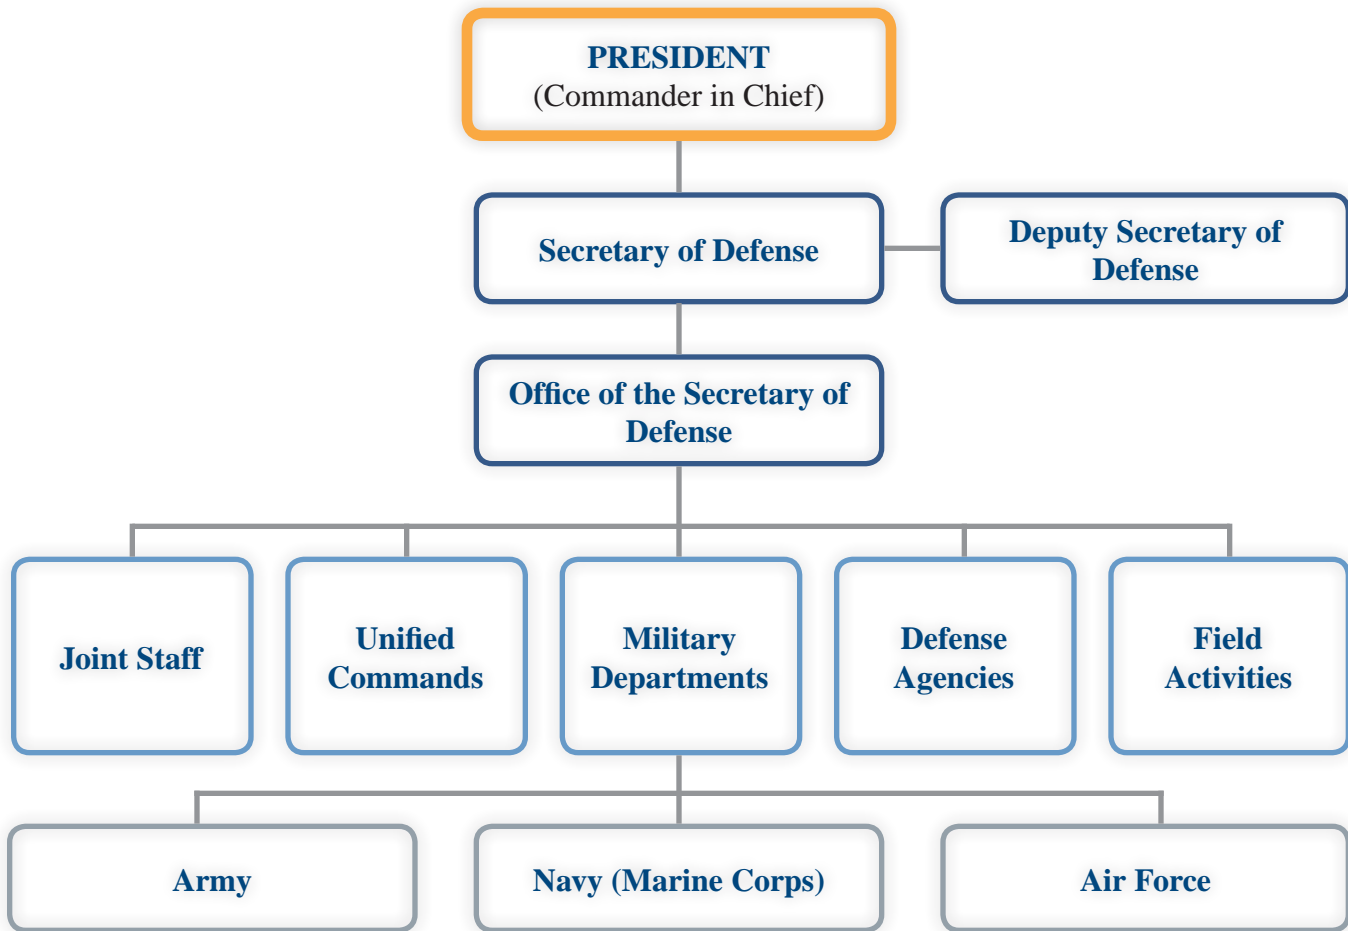 PRESIDENT
(Commander in Chief)
Secretary of Defense
Deputy Secretary of
Defense
Office of the Secretary of
Defense
Joint Staff
Unified
Commands
Military
Departments
Defense
Agencies
Field
Activities
Army
Navy (Marine Corps)
Air Force